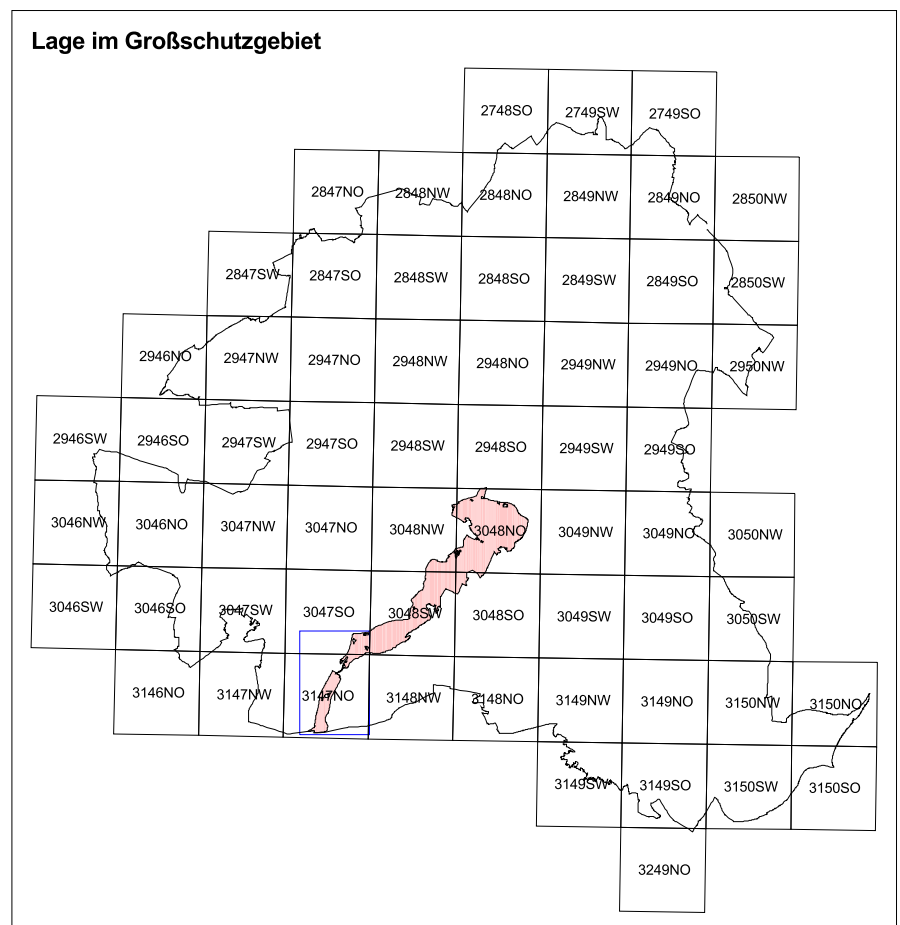 Lage im Großschutzgebiet
2748SO 2749SW 2749SO
2847NO 2848NW 2848NO 2849NW 2849NO 2850NW
2847SW 2847SO 2848SW 2848SO 2849SW 2849SO 2850SW
2946NO 2947NW 2947NO 2948NW 2948NO 2949NW 2949NO 2950NW
2946SW 2946SO 2947SW 2947SO 2948SW 2948SO 2949SW 2949SO
3046NW 3046NO 3047NW 3047NO 3048NW 3048NO 3049NW 3049NO 3050NW
3046SW 3046SO 3047SW 3047SO 3048SW 3048SO 3049SW 3049SO 3050SW
3146NO 3147NW 3147NO 3148NW 3148NO 3149NW 3149NO 3150NW 3150NO
3149SW 3149SO 3150SW 3150SO
3249NO